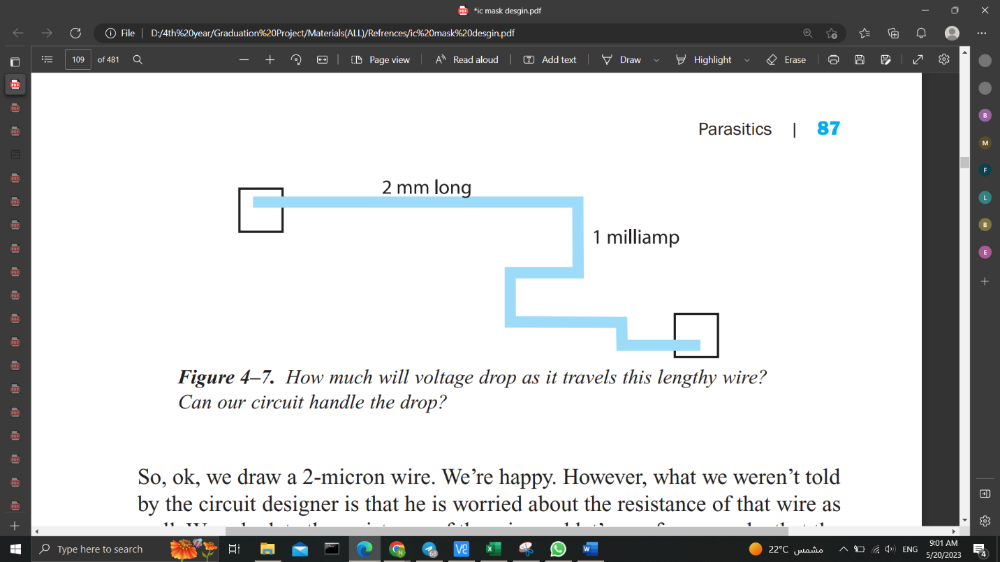 *ic mask desgin.pdf
File
D:/4th%20year/Graduation%20Project/Materials(ALL)/Refrences/ic%20mask%20desgin.pdf
109 of 481
Page view
Read aloud
Add text
Draw
Highlight
Erase
Parasitics | 87
2 mm long
1 milliamp
Figure 4–7. How much will voltage drop as it travels this lengthy wire?
Can our circuit handle the drop?
So, ok, we draw a 2-micron wire. We’re happy. However, what we weren’t told
by the circuit designer is that he is worried about the resistance of that wire as
B
M
F
L
B
E
Type here to search
68
22°C مشمس
ENG
9:01 AM
5/20/2023
4